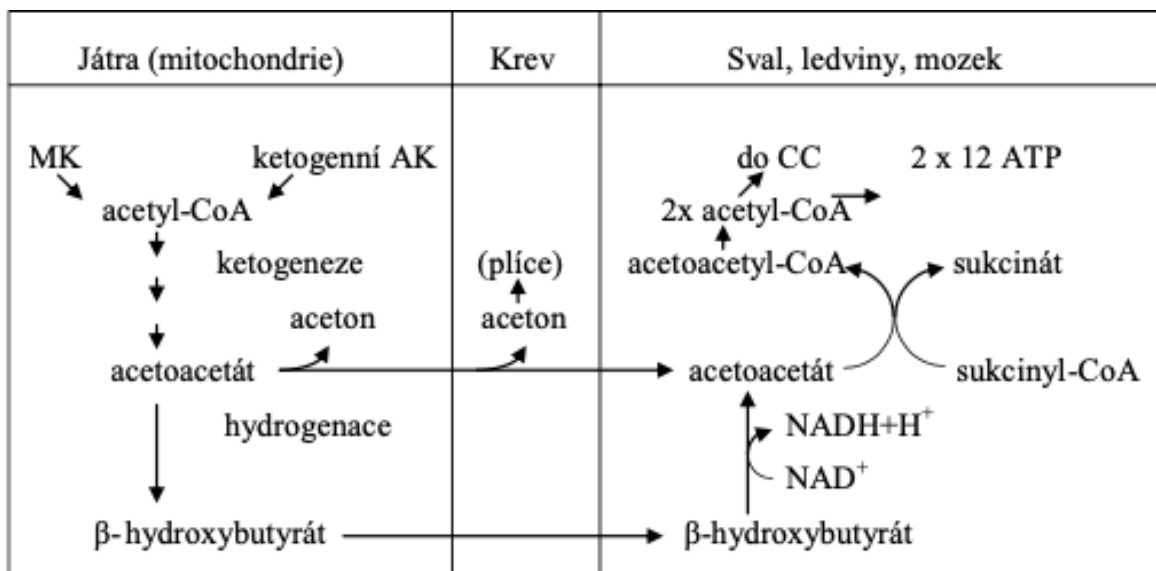 Játra (mitochondrie)
Krev
Sval, ledviny, mozek
MK
ketogenní AK
acetyl-CoA
ketogeneze
aceton
acetoacetát
hydrogenace
β-hydroxybutyrát
(plíce)
aceton
do CC
2 x 12 ATP
2x acetyl-CoA
acetoacetyl-CoA
sukcinát
acetoacetát
sukcinyl-CoA
NADH+H⁺
NAD⁺
β-hydroxybutyrát